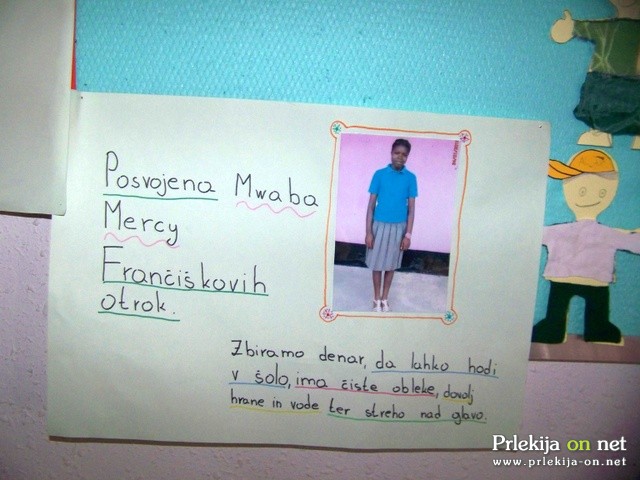 Posvojena Mwaba
Mercy
Frančiškovih
otrok.
Zbiramo denar, da lahko hodi
v šolo, ima čiste obleke, dovolj
hrane in vode ter streho nad glavo.
Prlekija on net
www.prlekija-on.net